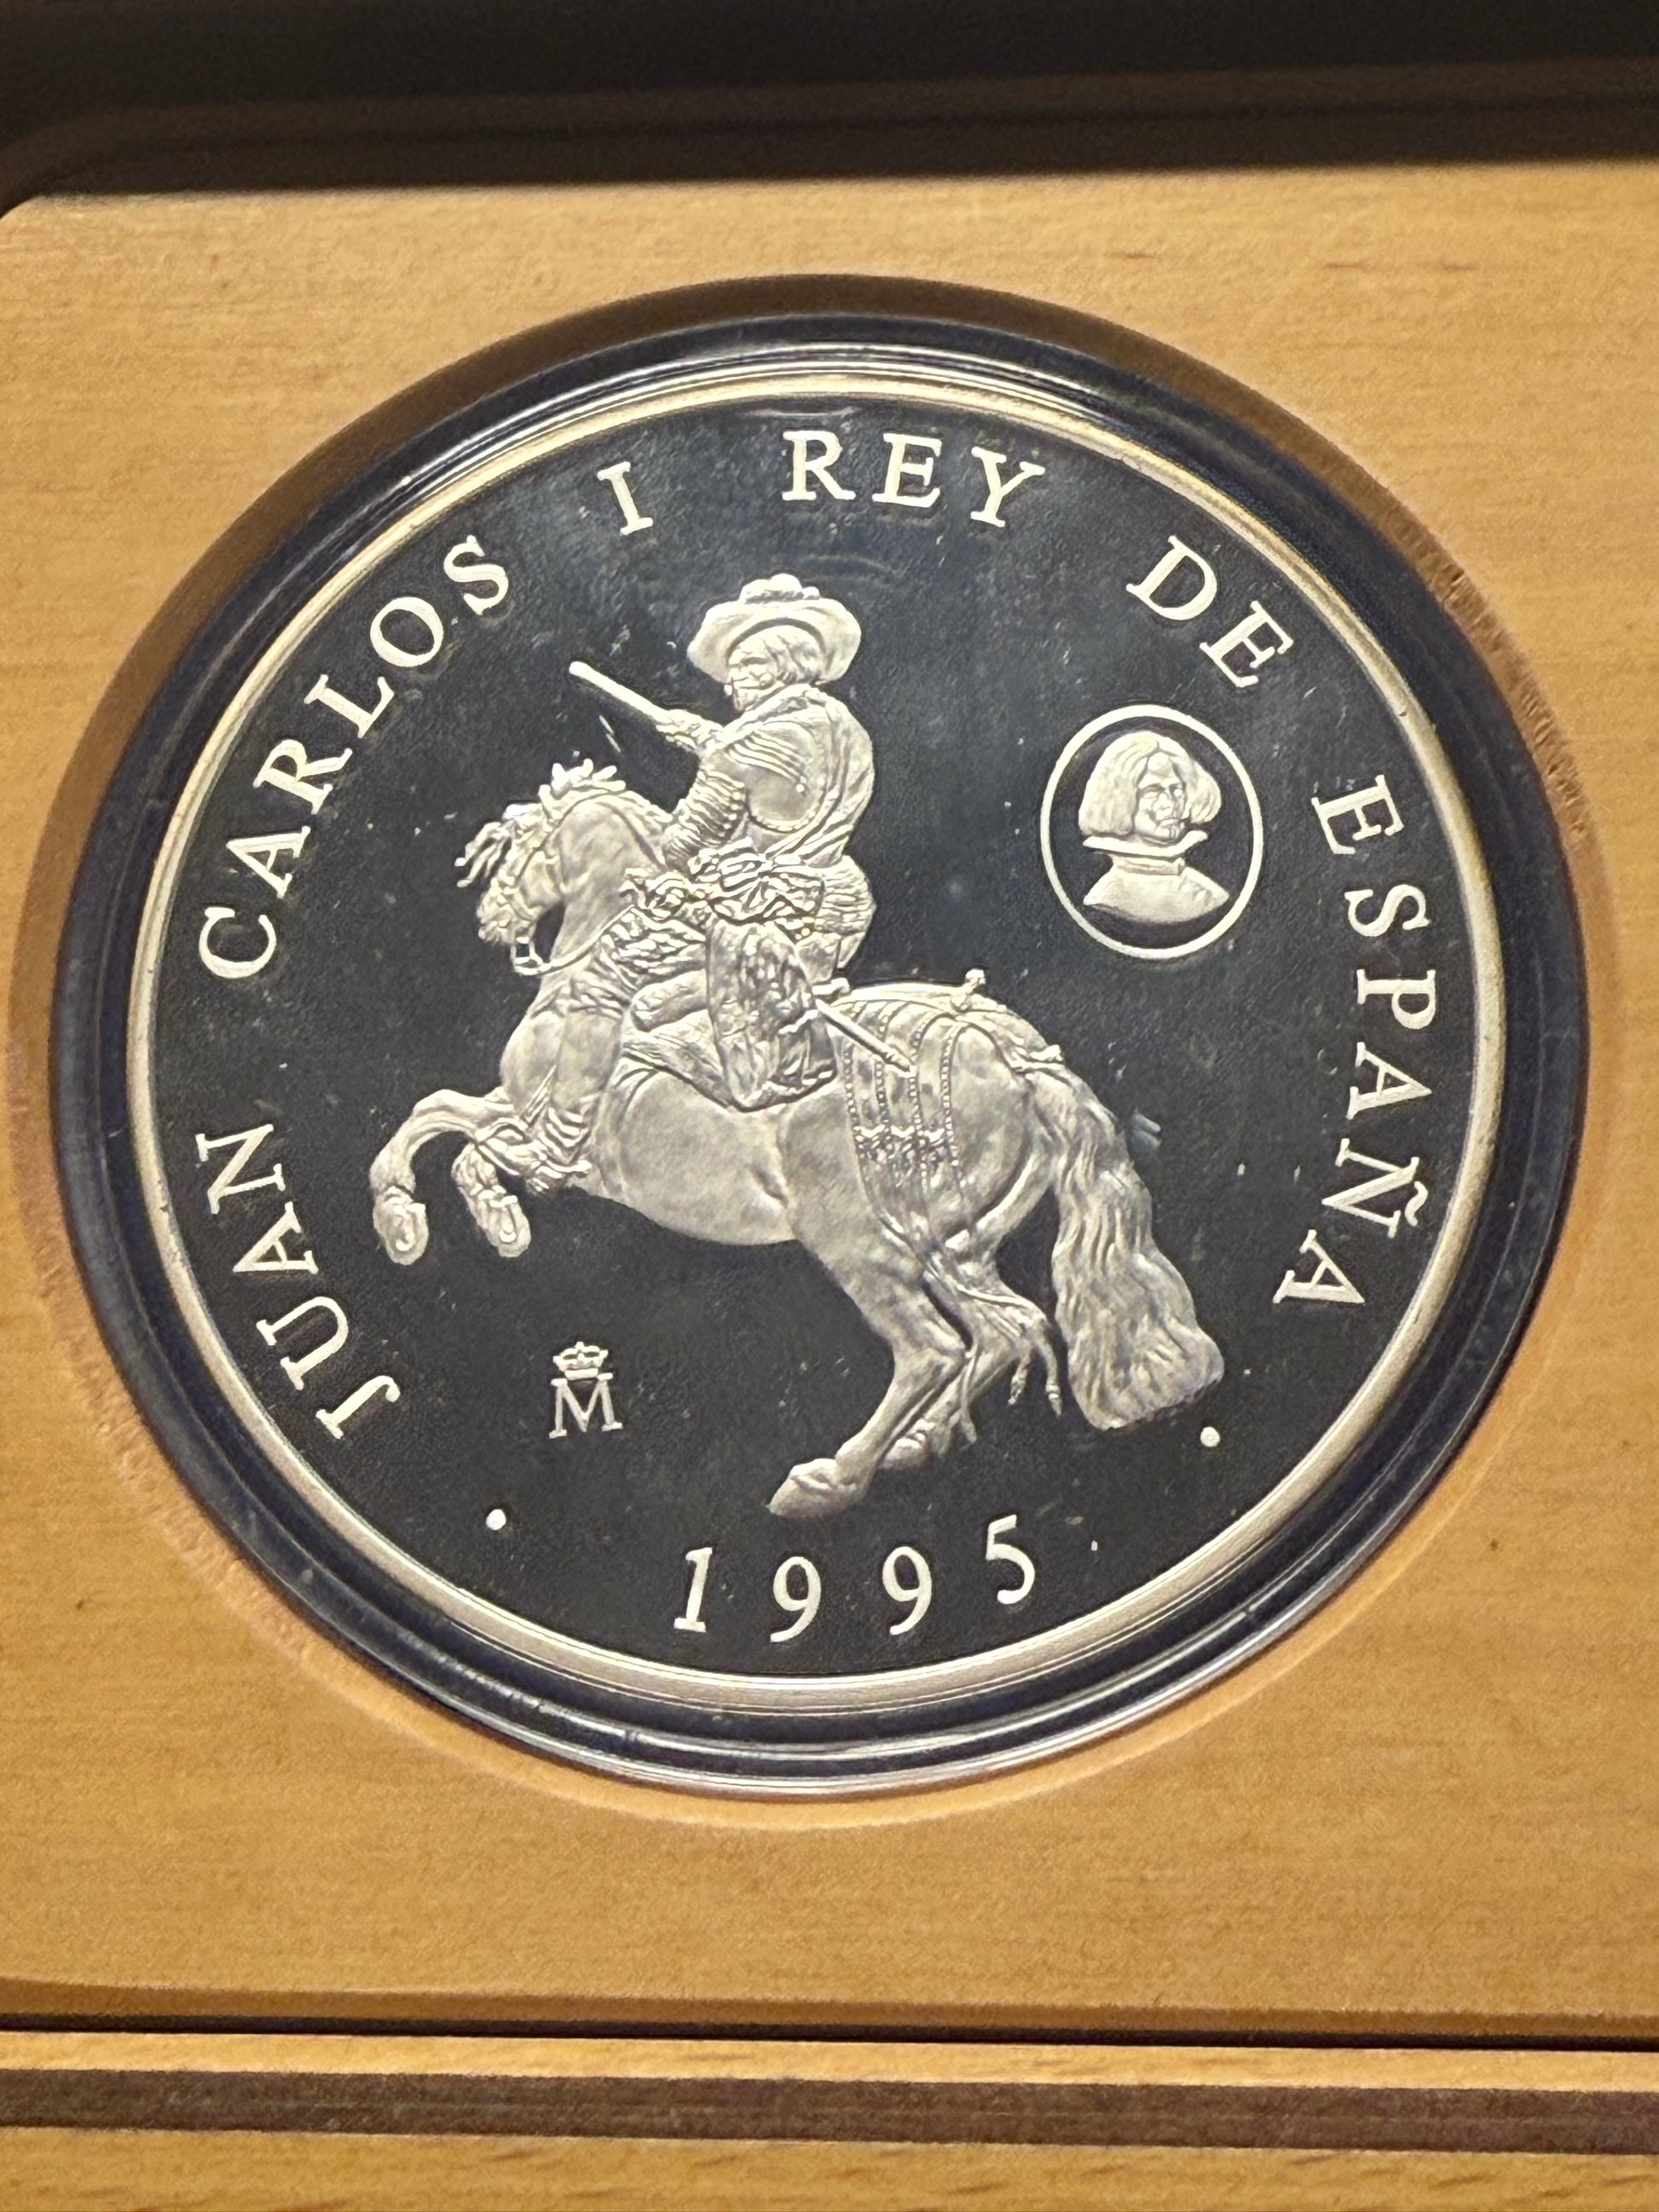 JUAN CARLOS I REY DE ESPAÑA
M
• 1995 •